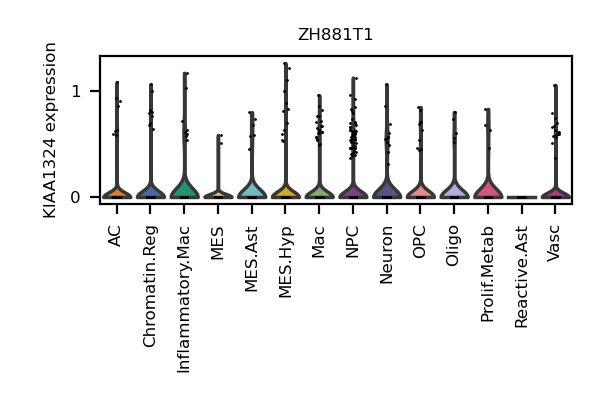 ZH881T1
KIAA1324 expression
1
0
AC
Chromatin.Reg
Inflammatory.Mac
MES
MES.Ast
MES.Hyp
Mac
NPC
Neuron
OPC
Oligo
Prolif.Metab
Reactive.Ast
Vasc